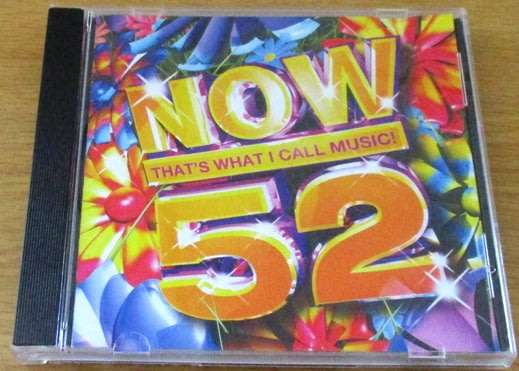 NOW
THAT'S WHAT I CALL MUSIC!
52